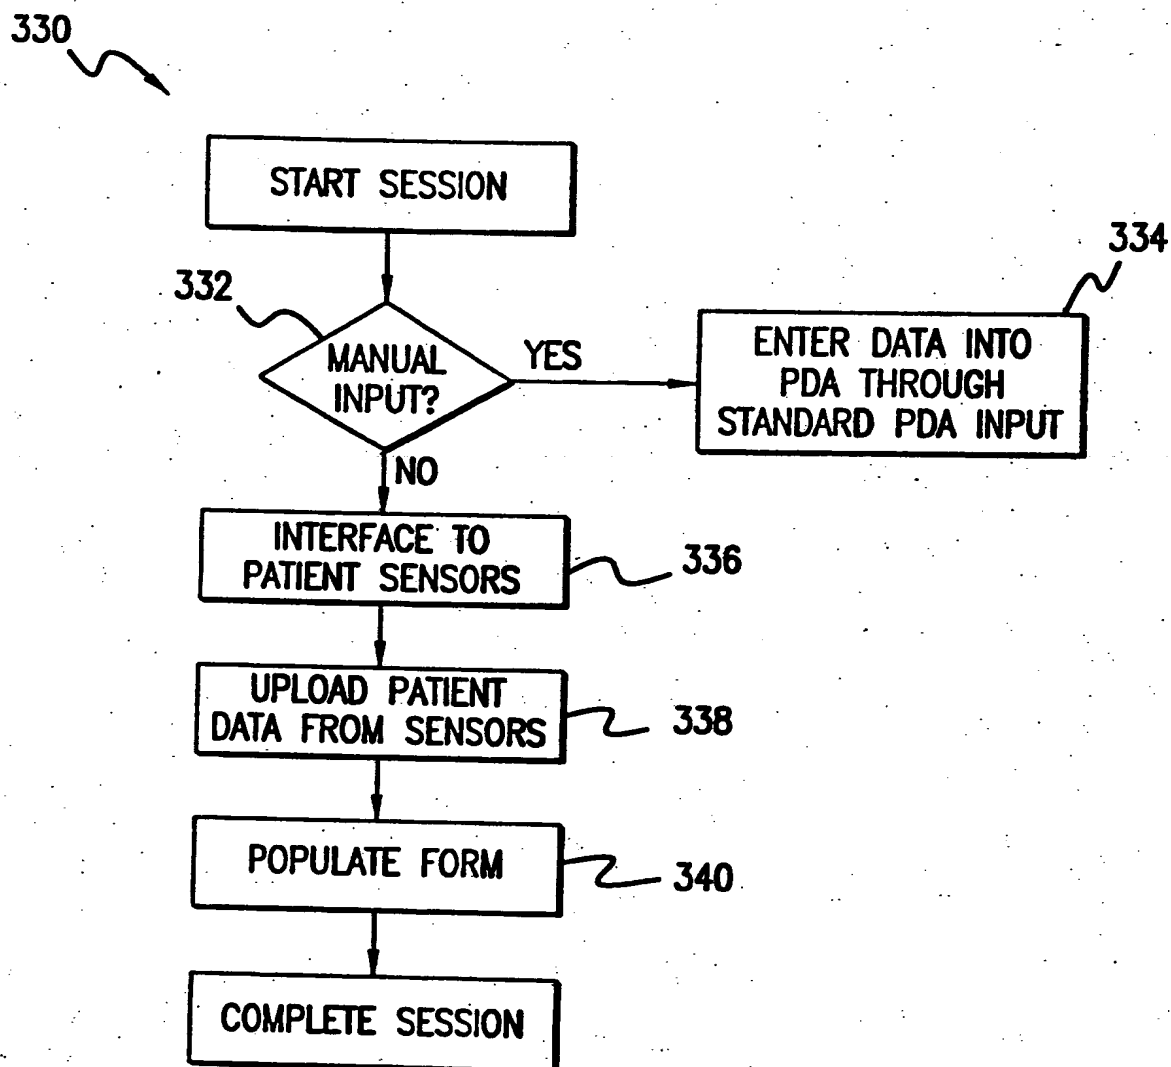 330
START SESSION
332
MANUAL
INPUT?
YES
334
ENTER DATA INTO
PDA THROUGH
STANDARD PDA INPUT
NO
INTERFACE TO
PATIENT SENSORS
336
UPLOAD PATIENT
DATA FROM SENSORS
338
POPULATE FORM
340
COMPLETE SESSION